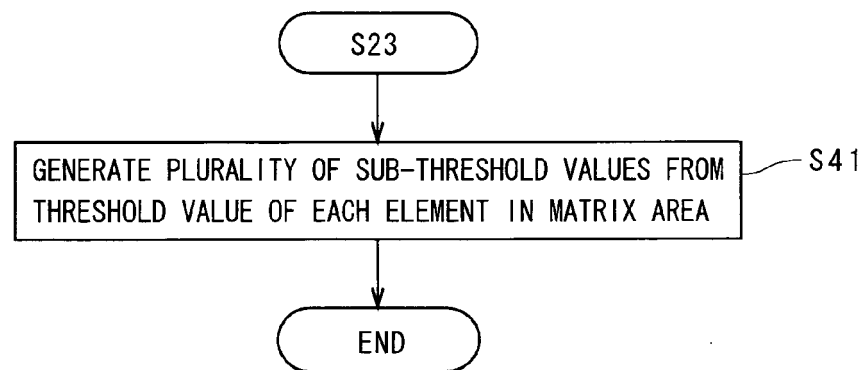 S23
GENERATE PLURALITY OF SUB-THRESHOLD VALUES FROM
THRESHOLD VALUE OF EACH ELEMENT IN MATRIX AREA
S41
END